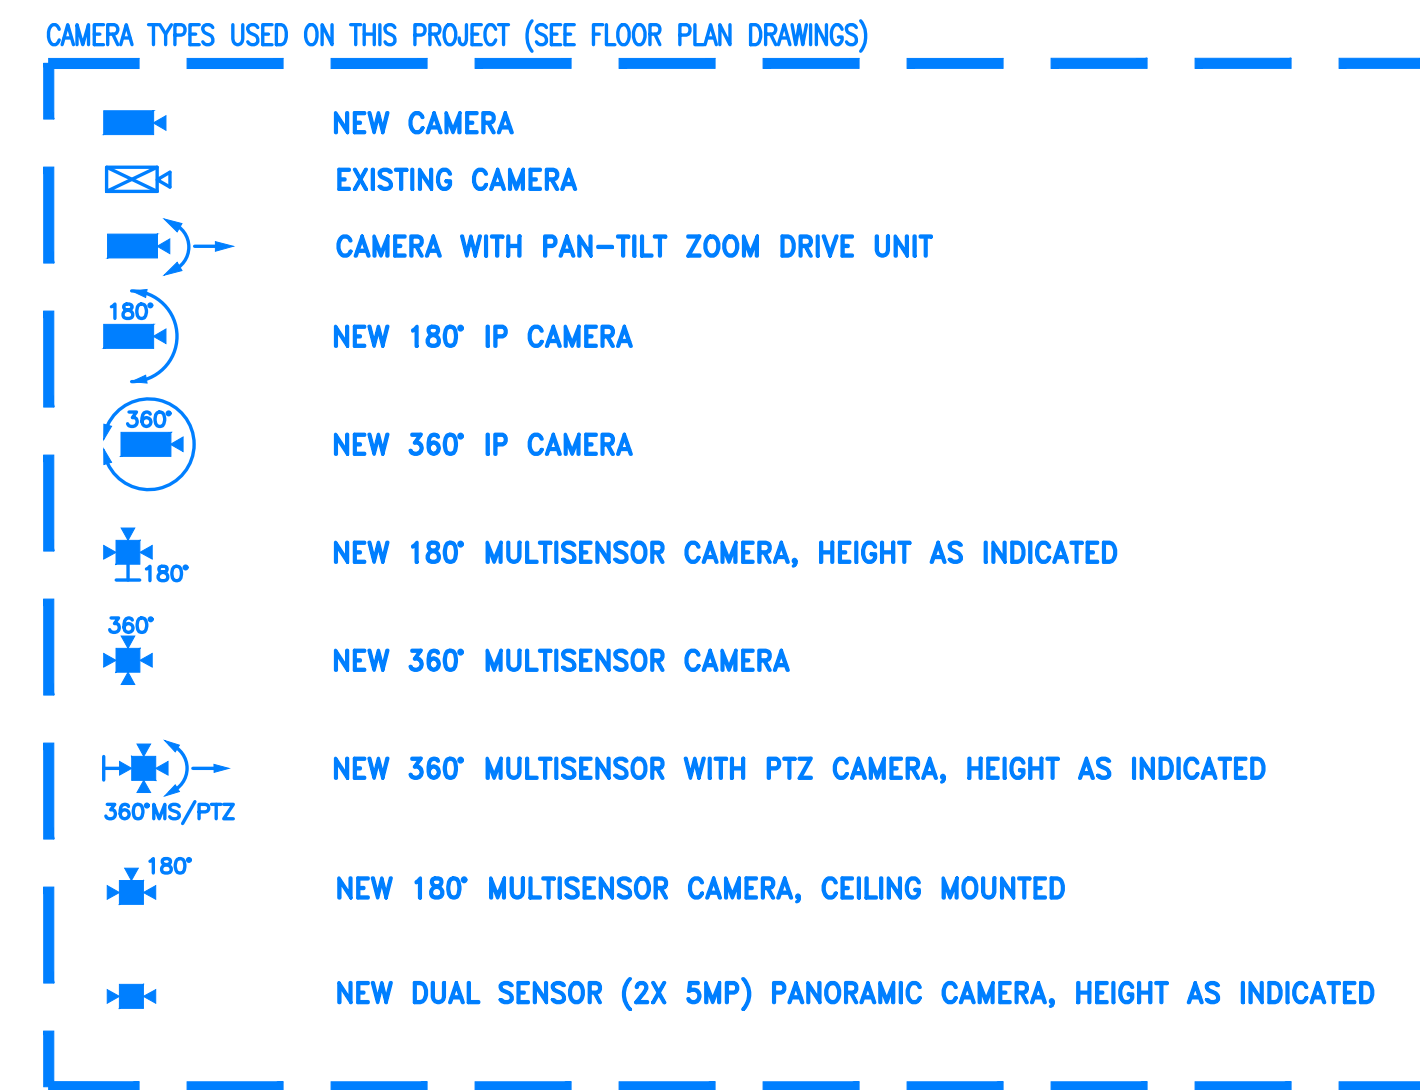 CAMERA TYPES USED ON THIS PROJECT (SEE FLOOR PLAN DRAWINGS)
NEW CAMERA
EXISTING CAMERA
CAMERA WITH PAN-TILT ZOOM DRIVE UNIT
180°
NEW 180° IP CAMERA
360°
NEW 360° IP CAMERA
NEW 180° MULTISENSOR CAMERA, HEIGHT AS INDICATED
180°
360°
NEW 360° MULTISENSOR CAMERA
NEW 360° MULTISENSOR WITH PTZ CAMERA, HEIGHT AS INDICATED
360°MS/PTZ
180°
NEW 180° MULTISENSOR CAMERA, CEILING MOUNTED
NEW DUAL SENSOR (2X 5MP) PANORAMIC CAMERA, HEIGHT AS INDICATED